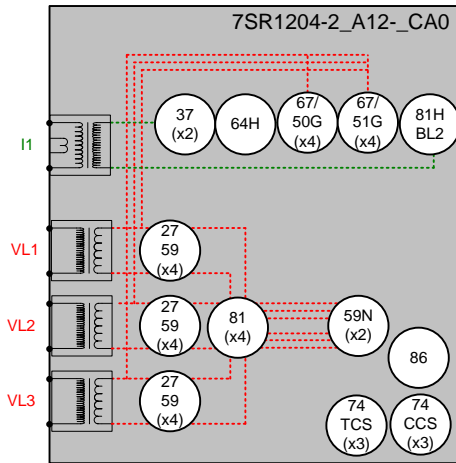 7SR1204-2_A12-_CA0
37
(x2)
64H
67/
50G
(x4)
67/
51G
(x4)
81H
BL2
I1
VL1
27
59
(x4)
VL2
27
59
(x4)
81
(x4)
59N
(x2)
86
VL3
27
59
(x4)
74
TCS
(x3)
74
CCS
(x3)